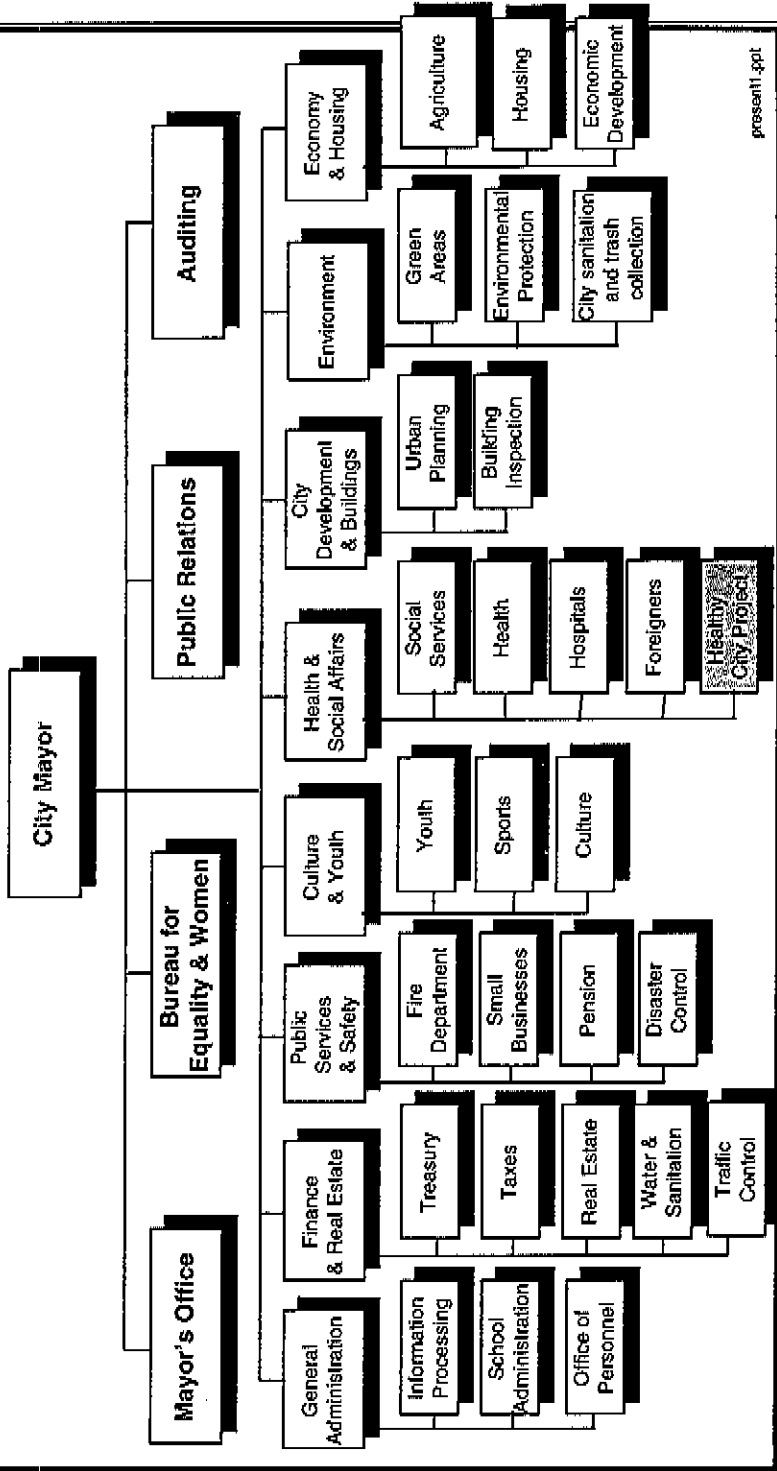 City Mayor
Mayor's Office
Bureau for
Equality & Women
Public Relations
Auditing
General
Administration
Information
Processing
School
Administration
Office of
Personnel
Finance
& Real Estate
Treasury
Taxes
Real Estate
Water &
Sanitation
Traffic
Control
Public
Services
& Safety
Fire
Department
Small
Businesses
Pension
Disaster
Control
Culture
& Youth
Youth
Sports
Culture
Health &
Social Affairs
Social
Services
Health
Hospitals
Foreigners
Healthy
City Project
City
Development
& Buildings
Urban
Planning
Building
Inspection
Environment
Green
Areas
Environmental
Protection
City sanitation
and trash
collection
Economy
& Housing
Agriculture
Housing
Economic
Development
present1.ppt